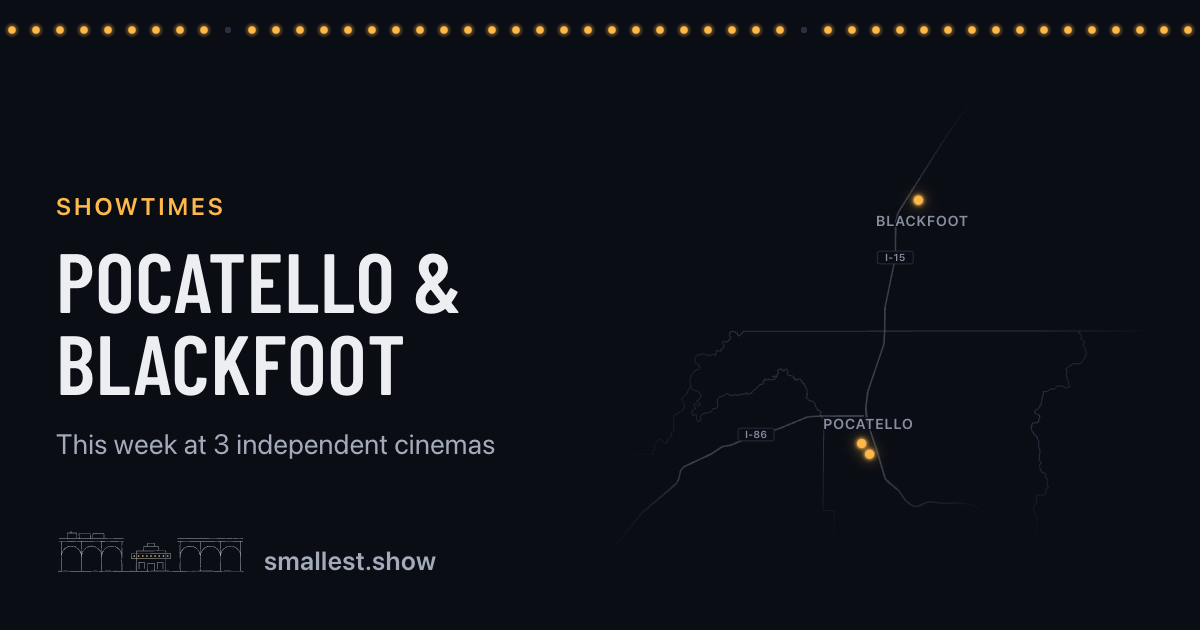 SHOWTIMES
POCATELLO &
BLACKFOOT
This week at 3 independent cinemas
smallest.show
BLACKFOOT
I-15
POCATELLO
I-86